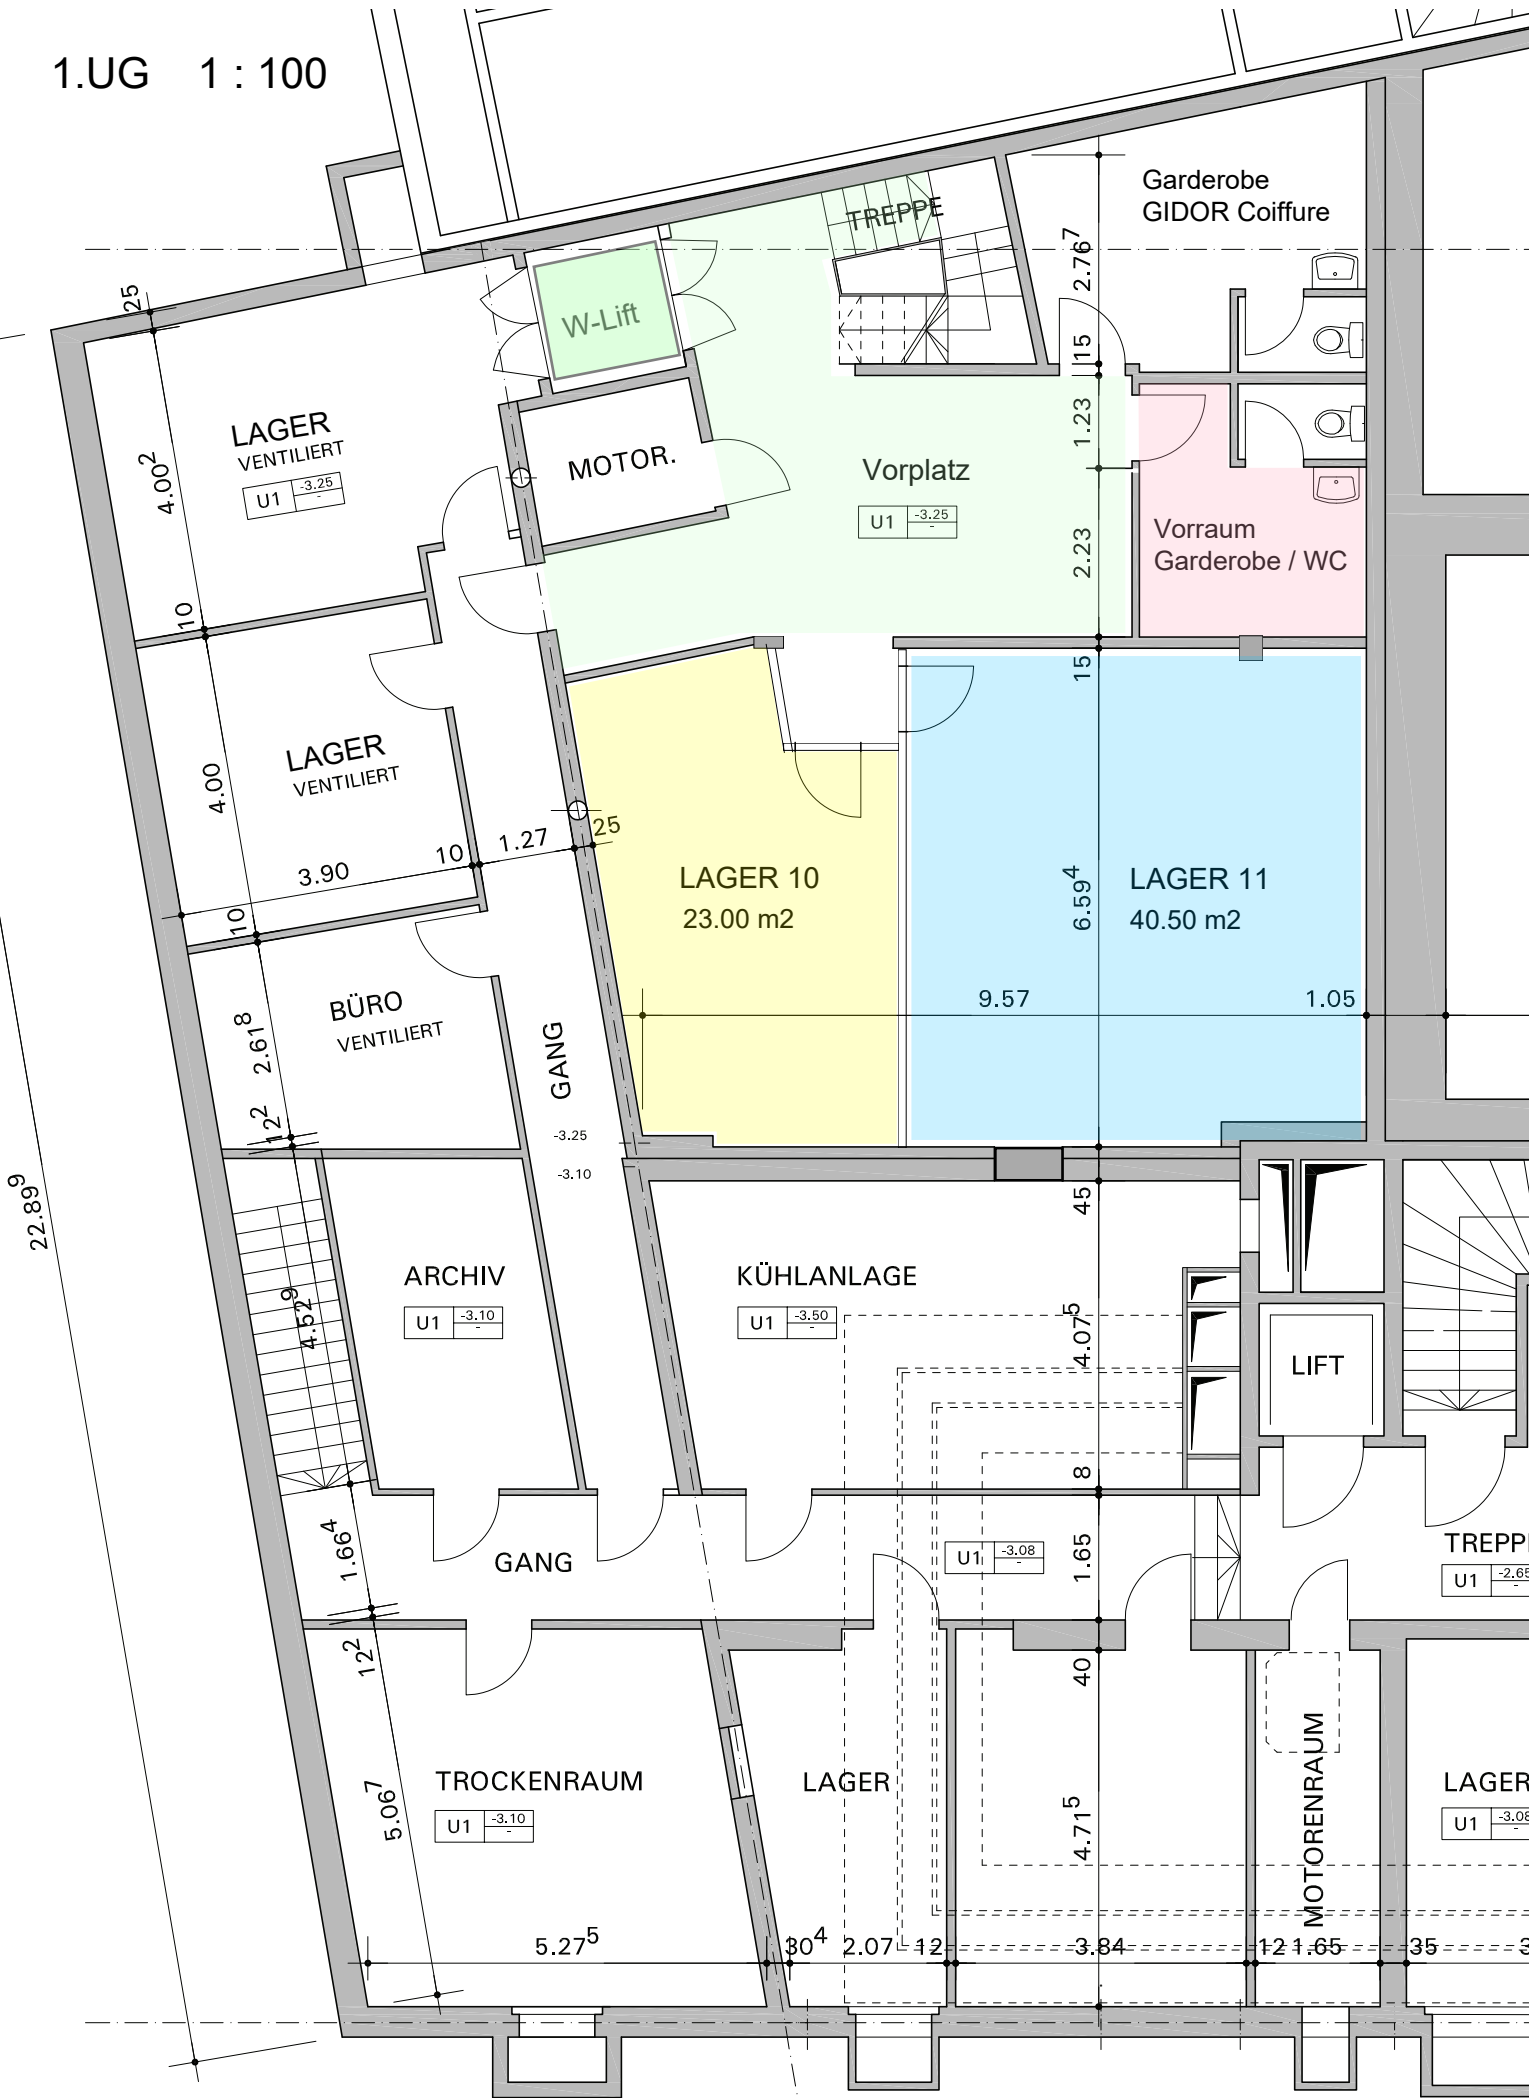 1.UG 1 : 100
Garderobe
GIDOR Coiffure
TREPPE
2.76⁷
25
W-Lift
15
LAGER
VENTILIERT
U1 -3.25 -
4.00²
MOTOR.
1.23
Vorplatz
U1 -3.25 -
2.23
Vorraum
Garderobe / WC
10
15
LAGER
VENTILIERT
4.00
3.90
10
1.27
25
10
LAGER 10
23.00 m2
6.59⁴
LAGER 11
40.50 m2
BÜRO
VENTILIERT
2.61⁸
9.57
1.05
GANG
12²
-3.25
-3.10
22.89⁹
45
ARCHIV
U1 -3.10 -
4.52⁹
KÜHLANLAGE
U1 -3.50 -
4.07⁵
LIFT
8
1.66⁴
GANG
U1 -3.08 -
1.65
TREPP
U1 -2.65 -
12²
40
5.06⁷
TROCKENRAUM
U1 -3.10 -
LAGER
4.71⁵
MOTORENRAUM
LAGER
U1 -3.08 -
5.27⁵
30⁴
2.07
12
3.84
12
1.65
35
3